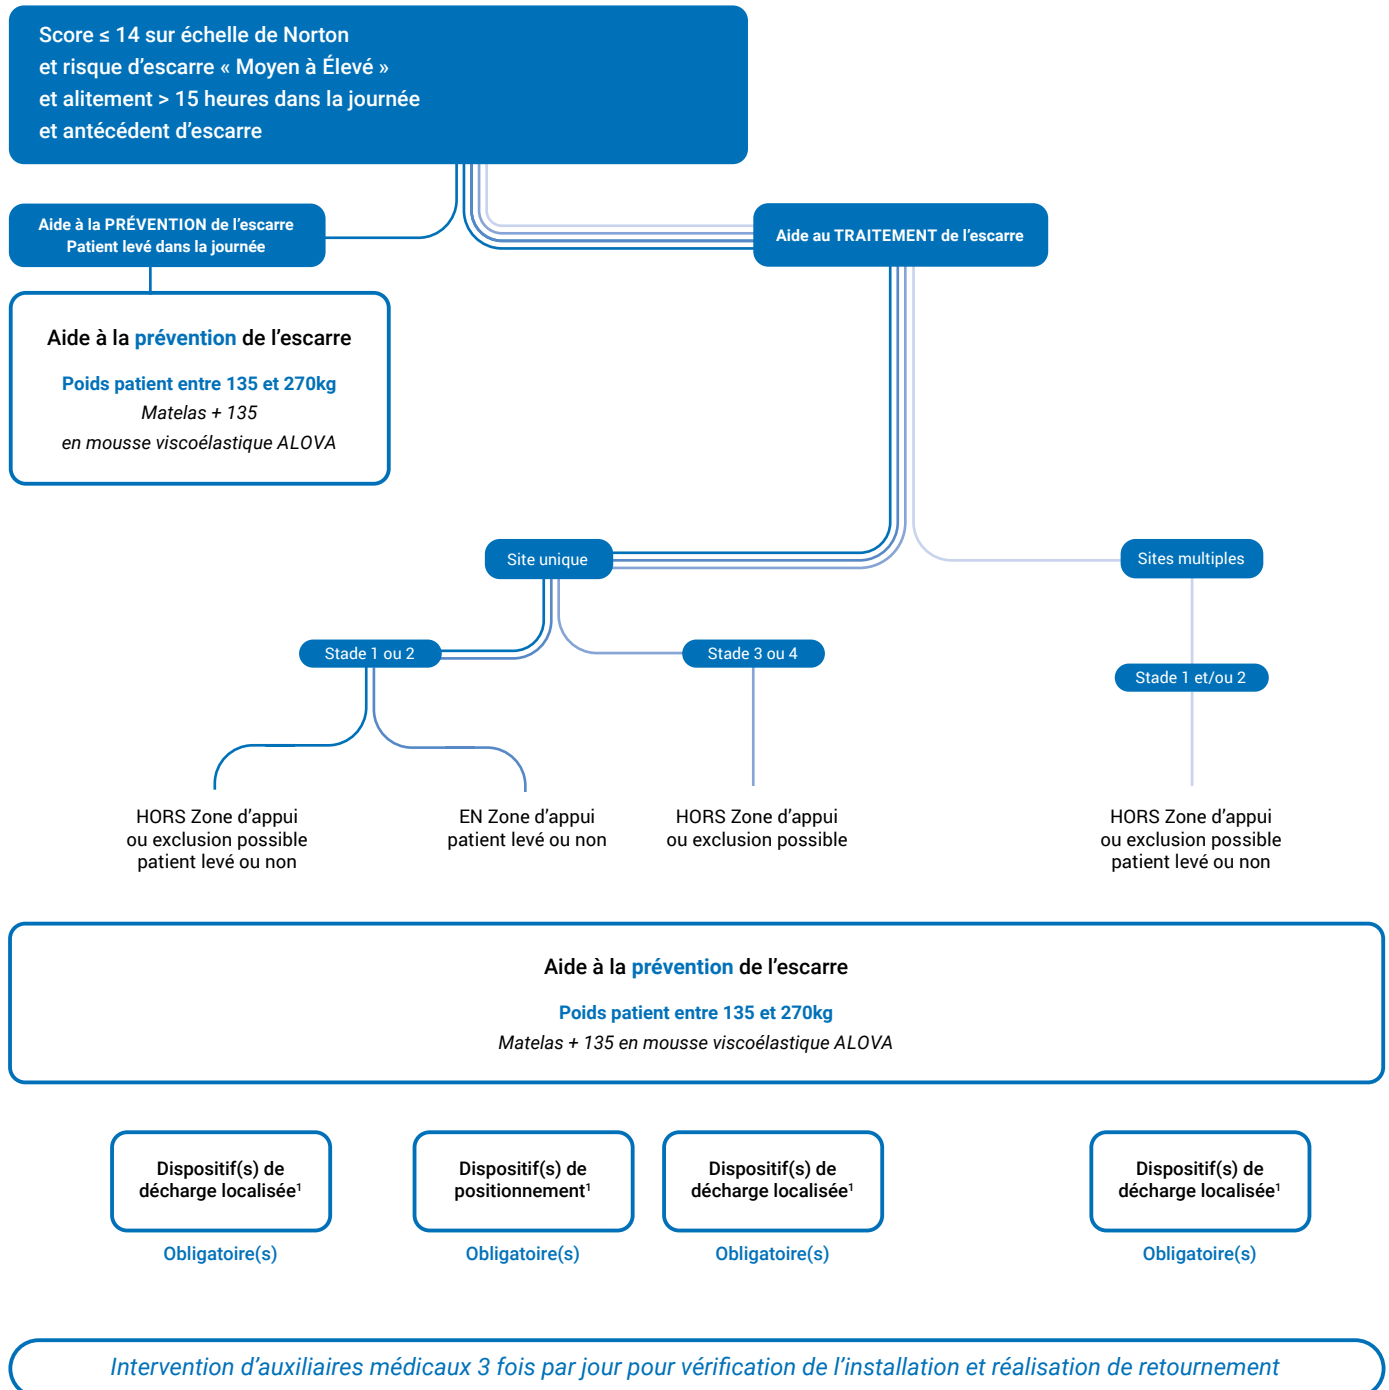 Score ≤ 14 sur échelle de Norton
et risque d'escarre « Moyen à Élevé »
et alitement > 15 heures dans la journée
et antécédent d'escarre
Aide à la PRÉVENTION de l'escarre
Patient levé dans la journée
Aide au TRAITEMENT de l'escarre
Aide à la prévention de l'escarre
Poids patient entre 135 et 270kg
Matelas + 135
en mousse viscoélastique ALOVA
Site unique
Sites multiples
Stade 1 ou 2
Stade 3 ou 4
Stade 1 et/ou 2
HORS Zone d'appui
ou exclusion possible
patient levé ou non
EN Zone d'appui
patient levé ou non
HORS Zone d'appui
ou exclusion possible
HORS Zone d'appui
ou exclusion possible
patient levé ou non
Aide à la prévention de l'escarre
Poids patient entre 135 et 270kg
Matelas + 135 en mousse viscoélastique ALOVA
Dispositif(s) de
décharge localisée¹
Obligatoire(s)
Dispositif(s) de
positionnement¹
Obligatoire(s)
Dispositif(s) de
décharge localisée¹
Obligatoire(s)
Dispositif(s) de
décharge localisée¹
Obligatoire(s)
Intervention d'auxiliaires médicaux 3 fois par jour pour vérification de l'installation et réalisation de retournement